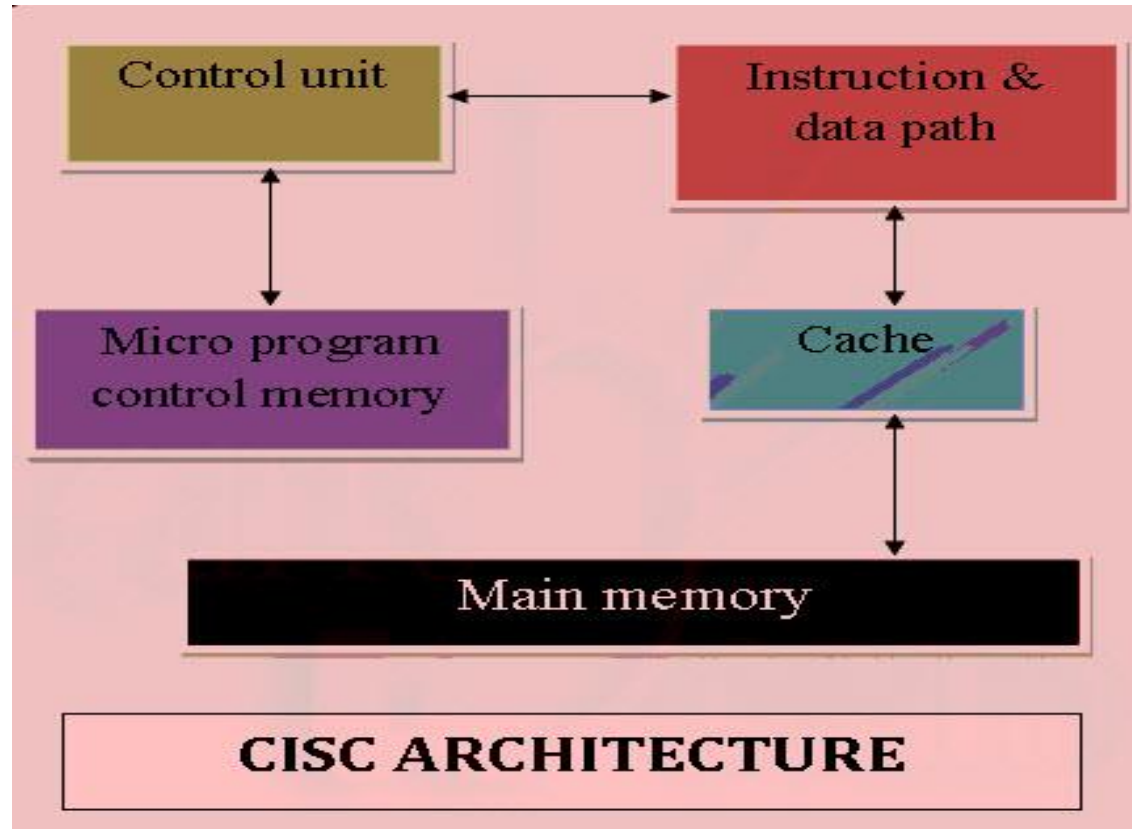 Control unit
Instruction &
data path
Micro program
control memory
Cache
Main memory
CISC ARCHITECTURE